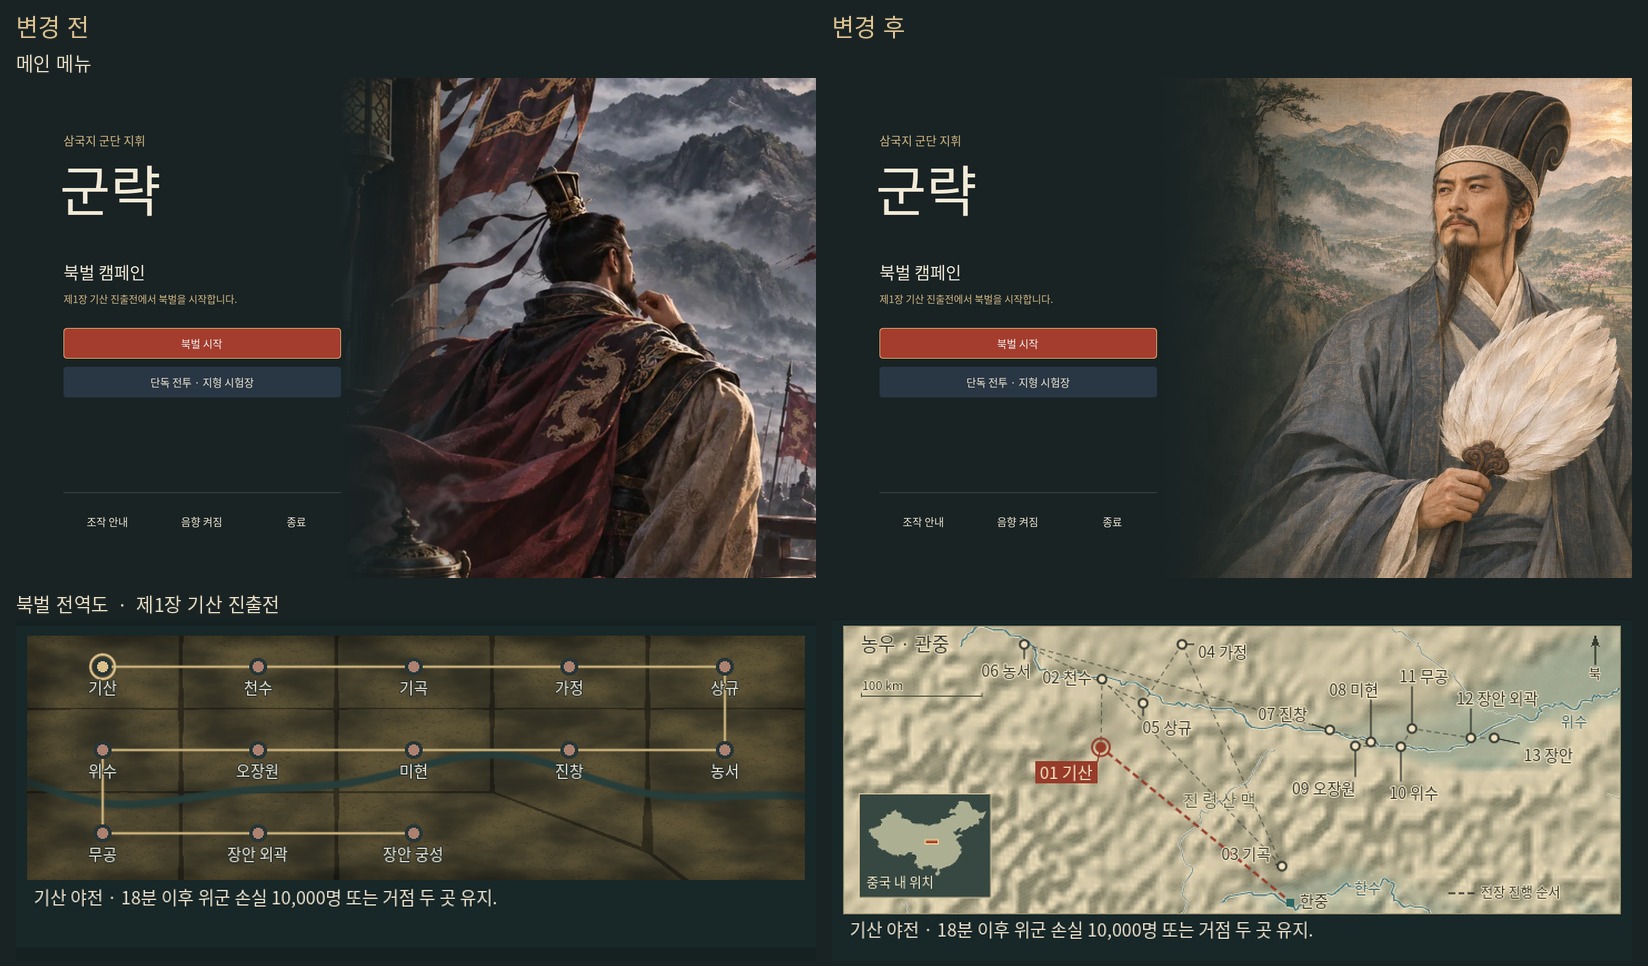 변경 전
메인 메뉴
삼국지 군단 지휘
군략
북벌 캠페인
제1장 기산 진출전에서 북벌을 시작합니다.
북벌 시작
단독 전투 · 지형 시험장
조작 안내
음향 켜짐
종료
변경 후
삼국지 군단 지휘
군략
북벌 캠페인
제1장 기산 진출전에서 북벌을 시작합니다.
북벌 시작
단독 전투 · 지형 시험장
조작 안내
음향 켜짐
종료
북벌 전역도 · 제1장 기산 진출전
기산
천수
기곡
가정
상규
위수
오장원
미현
진창
농서
무공
장안 외곽
장안 궁성
기산 야전 · 18분 이후 위군 손실 10,000명 또는 거점 두 곳 유지.
농우 · 관중
100 km
06 농서
02 천수
04 가정
05 상규
07 진창
08 미현
11 무공
12 장안 외곽
북
위수
13 장안
01 기산
09 오장원
10 위수
진령산맥
03 기곡
중국 내 위치
한중
한수
전장 진행 순서
기산 야전 · 18분 이후 위군 손실 10,000명 또는 거점 두 곳 유지.